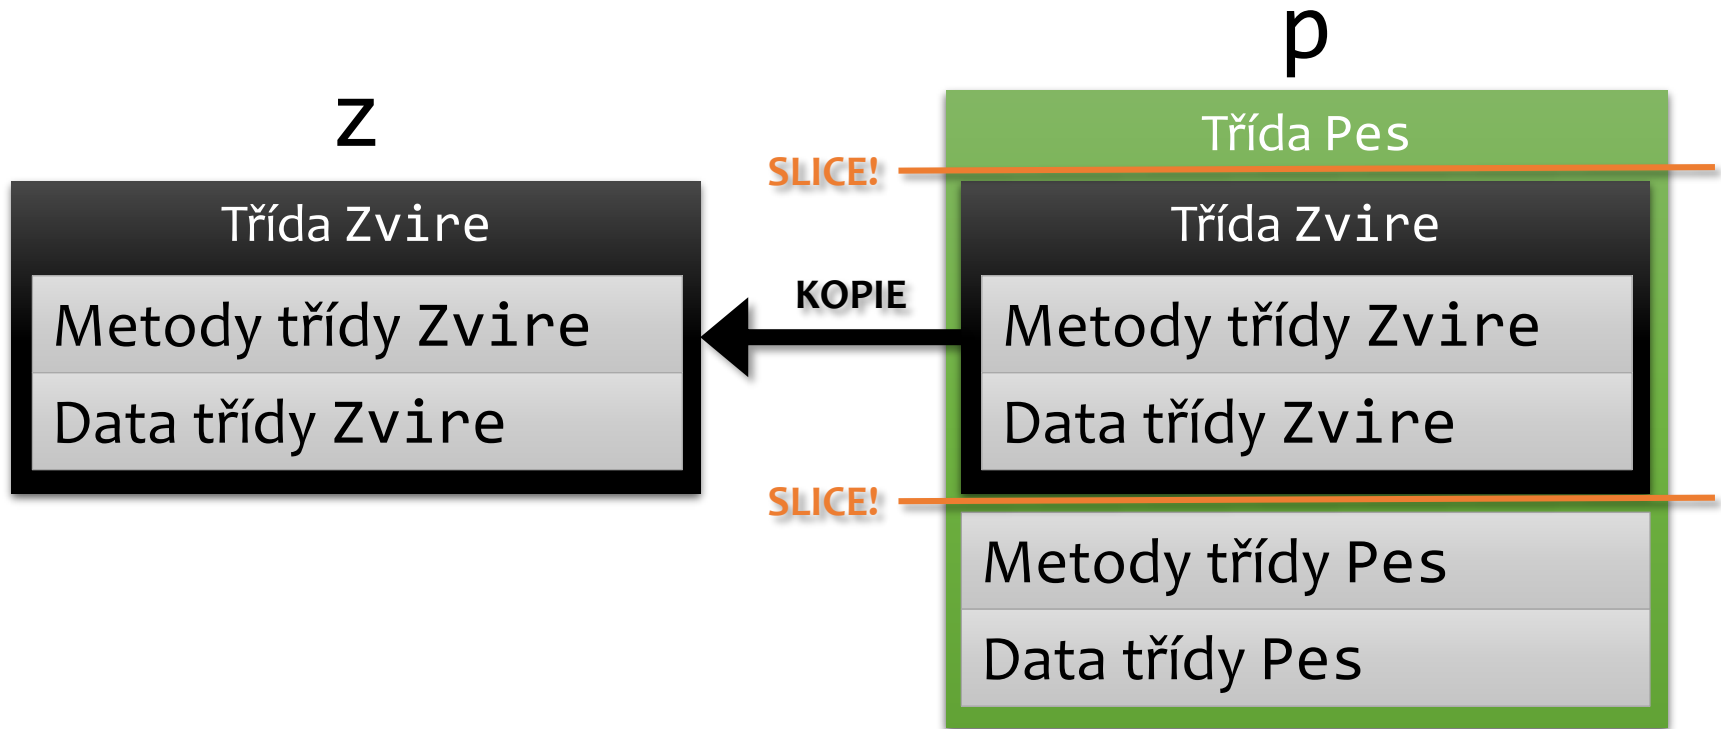 z
Třída Zvire
Metody třídy Zvire
Data třídy Zvire
KOPIE
p
Třída Pes
SLICE!
Třída Zvire
Metody třídy Zvire
Data třídy Zvire
SLICE!
Metody třídy Pes
Data třídy Pes